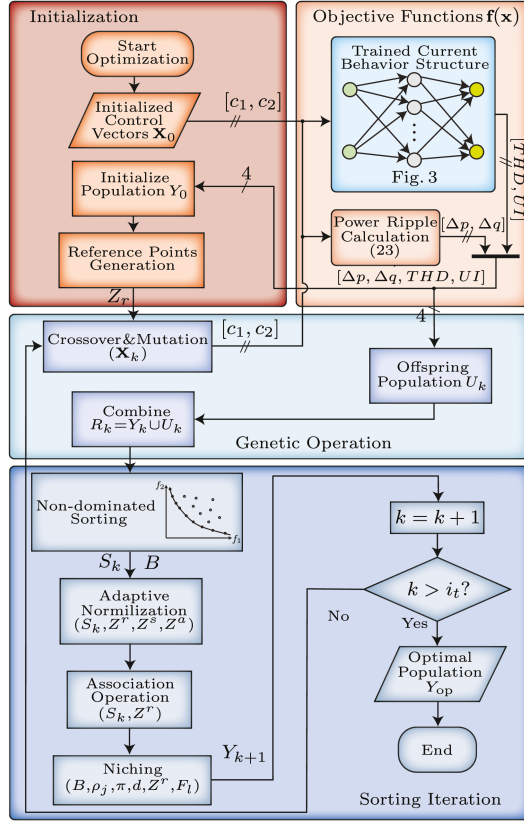 Initialization
Start
Optimization
Initialized
Control
Vectors X₀
[c₁, c₂]
Initialize
Population Y₀
4
Reference Points
Generation
Zᵣ
Objective Functions f(x)
Trained Current
Behavior Structure
Fig. 3
[THD, UI]
Power Ripple
Calculation
(23)
[Δp, Δq]
[Δp, Δq, THD, UI]
4
Crossover&Mutation
(Xₖ)
[c₁, c₂]
Offspring
Population Uₖ
Combine
Rₖ=Yₖ∪Uₖ
Genetic Operation
Non-dominated
Sorting
f₂
f₁
Sₖ B
Adaptive
Normilization
(Sₖ,Zʳ,Zˢ,Zᵃ)
Association
Operation
(Sₖ,Zʳ)
Niching
(B,ρⱼ,π,d,Zʳ,Fₗ)
Yₖ₊₁
k = k + 1
k > iₜ?
No
Yes
Optimal
Population
Yₒₚ
End
Sorting Iteration